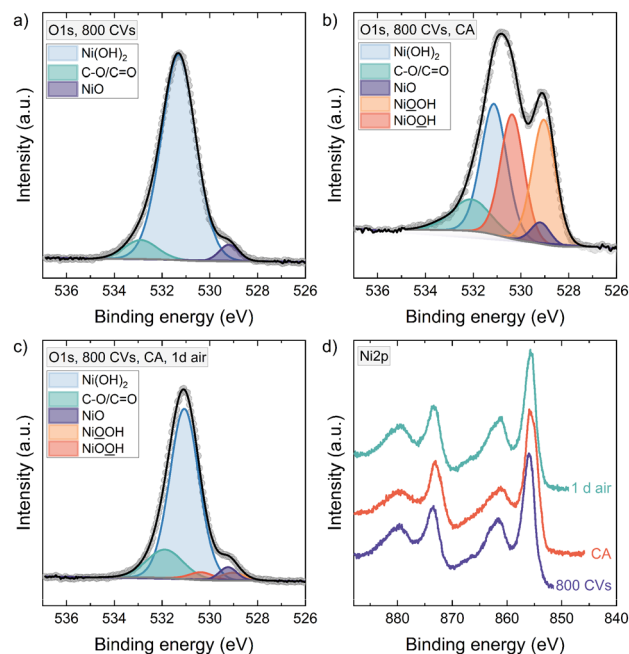 a)
O1s, 800 CVs
Ni(OH)₂
C-O/C=O
NiO
Intensity (a.u.)
536 534 532 530 528 526
Binding energy (eV)
b)
O1s, 800 CVs, CA
Ni(OH)₂
C-O/C=O
NiO
NiOOH
NiOOH
Intensity (a.u.)
536 534 532 530 528 526
Binding energy (eV)
c)
O1s, 800 CVs, CA, 1d air
Ni(OH)₂
C-O/C=O
NiO
NiOOH
NiOOH
Intensity (a.u.)
536 534 532 530 528 526
Binding energy (eV)
d)
Ni2p
1 d air
CA
800 CVs
Intensity (a.u.)
880 870 860 850 840
Binding energy (eV)